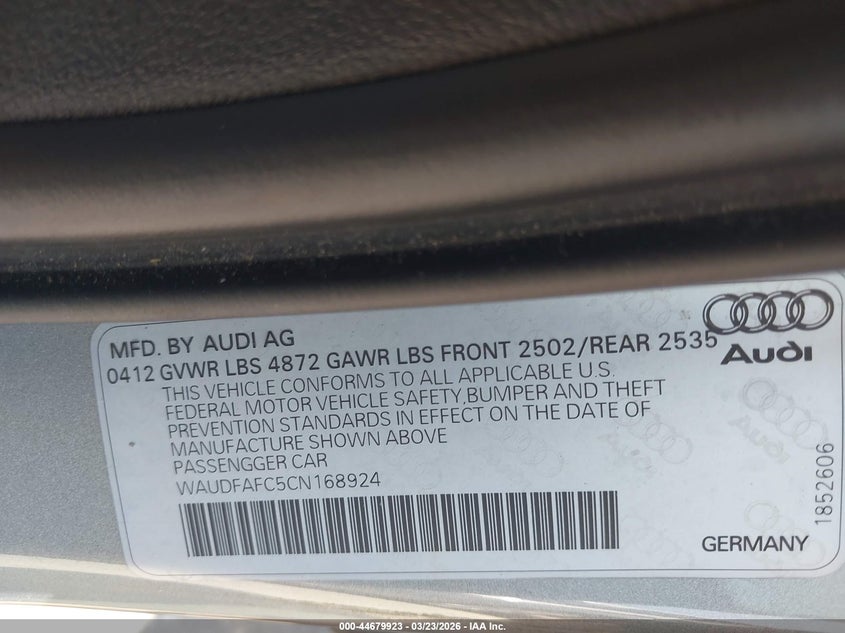 MFD. BY AUDI AG
0412 GVWR LBS 4872 GAWR LBS FRONT 2502/REAR 2535
THIS VEHICLE CONFORMS TO ALL APPLICABLE U.S.
FEDERAL MOTOR VEHICLE SAFETY,BUMPER AND THEFT
PREVENTION STANDARDS IN EFFECT ON THE DATE OF
MANUFACTURE SHOWN ABOVE
PASSENGGER CAR
WAUDFAFC5CN168924
Audi
Audi
1852606
GERMANY
000-44679923 - 03/23/2026 - IAA Inc.